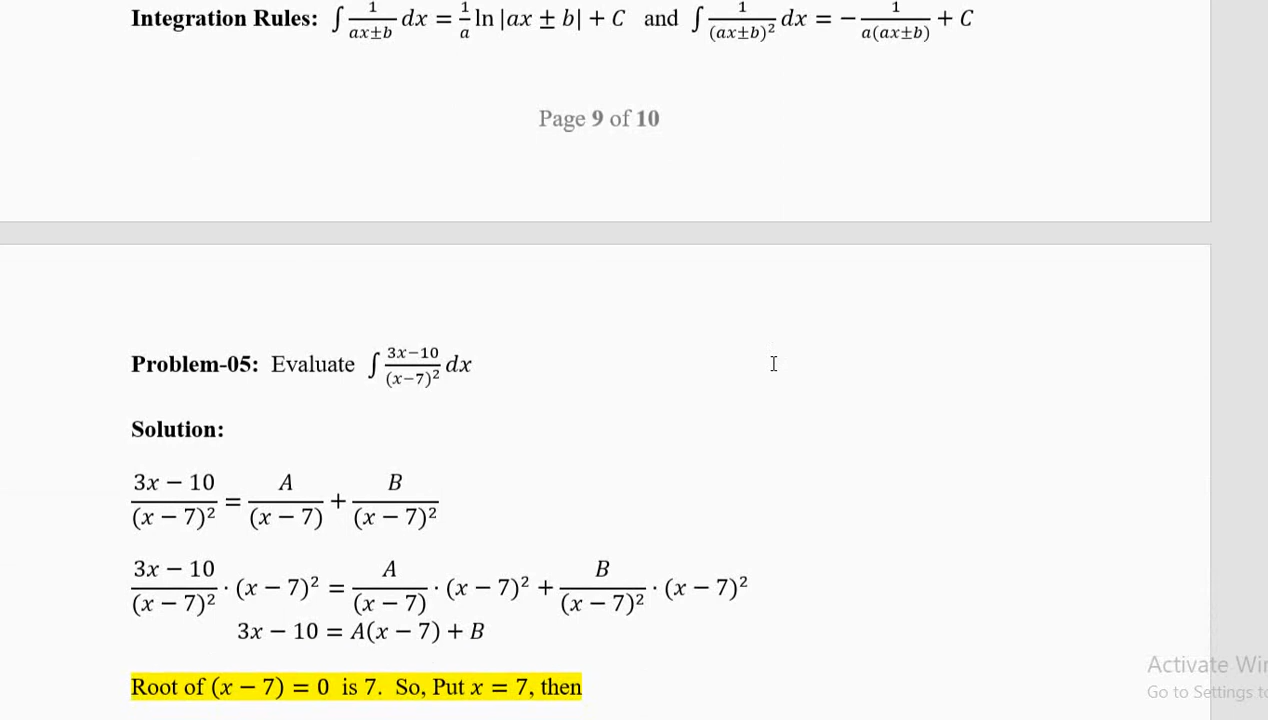 Integration Rules: ∫ 1/(ax±b) dx = 1/a ln |ax ± b| + C and ∫ 1/(ax±b)² dx = − 1/(a(ax±b)) + C
Page 9 of 10
Problem-05: Evaluate ∫ (3x−10)/(x−7)² dx
Solution:
(3x − 10)/(x − 7)² = A/(x − 7) + B/(x − 7)²
(3x − 10)/(x − 7)² · (x − 7)² = A/(x − 7) · (x − 7)² + B/(x − 7)² · (x − 7)²
3x − 10 = A(x − 7) + B
Activate Win
Root of (x − 7) = 0 is 7. So, Put x = 7, then
Go to Settings to